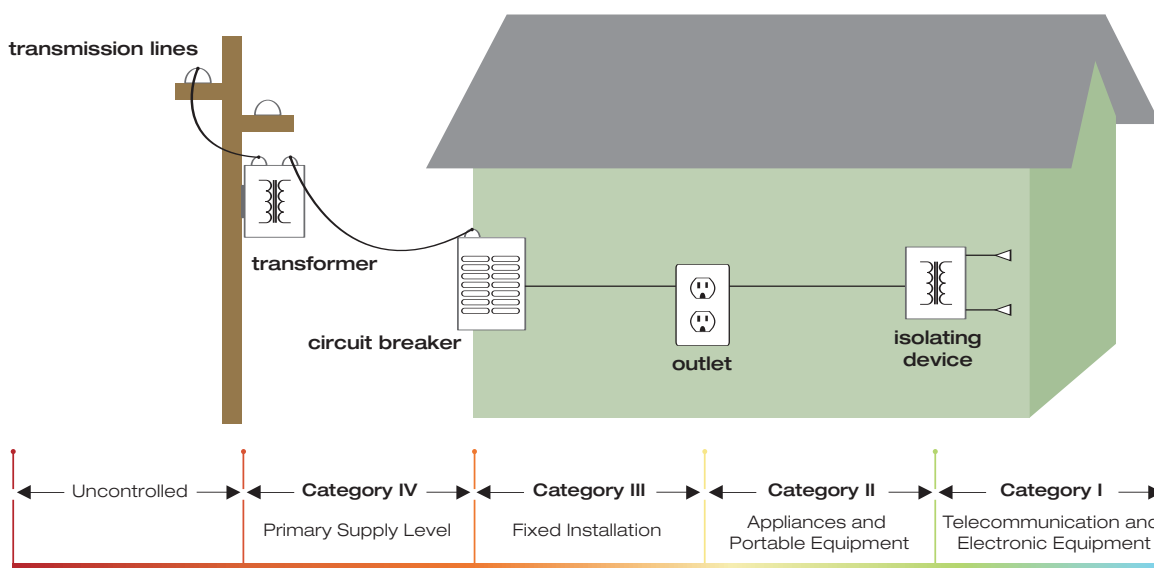 transmission lines
transformer
circuit breaker
outlet
isolating
device
Uncontrolled
Category IV
Primary Supply Level
Category III
Fixed Installation
Category II
Appliances and
Portable Equipment
Category I
Telecommunication and
Electronic Equipment